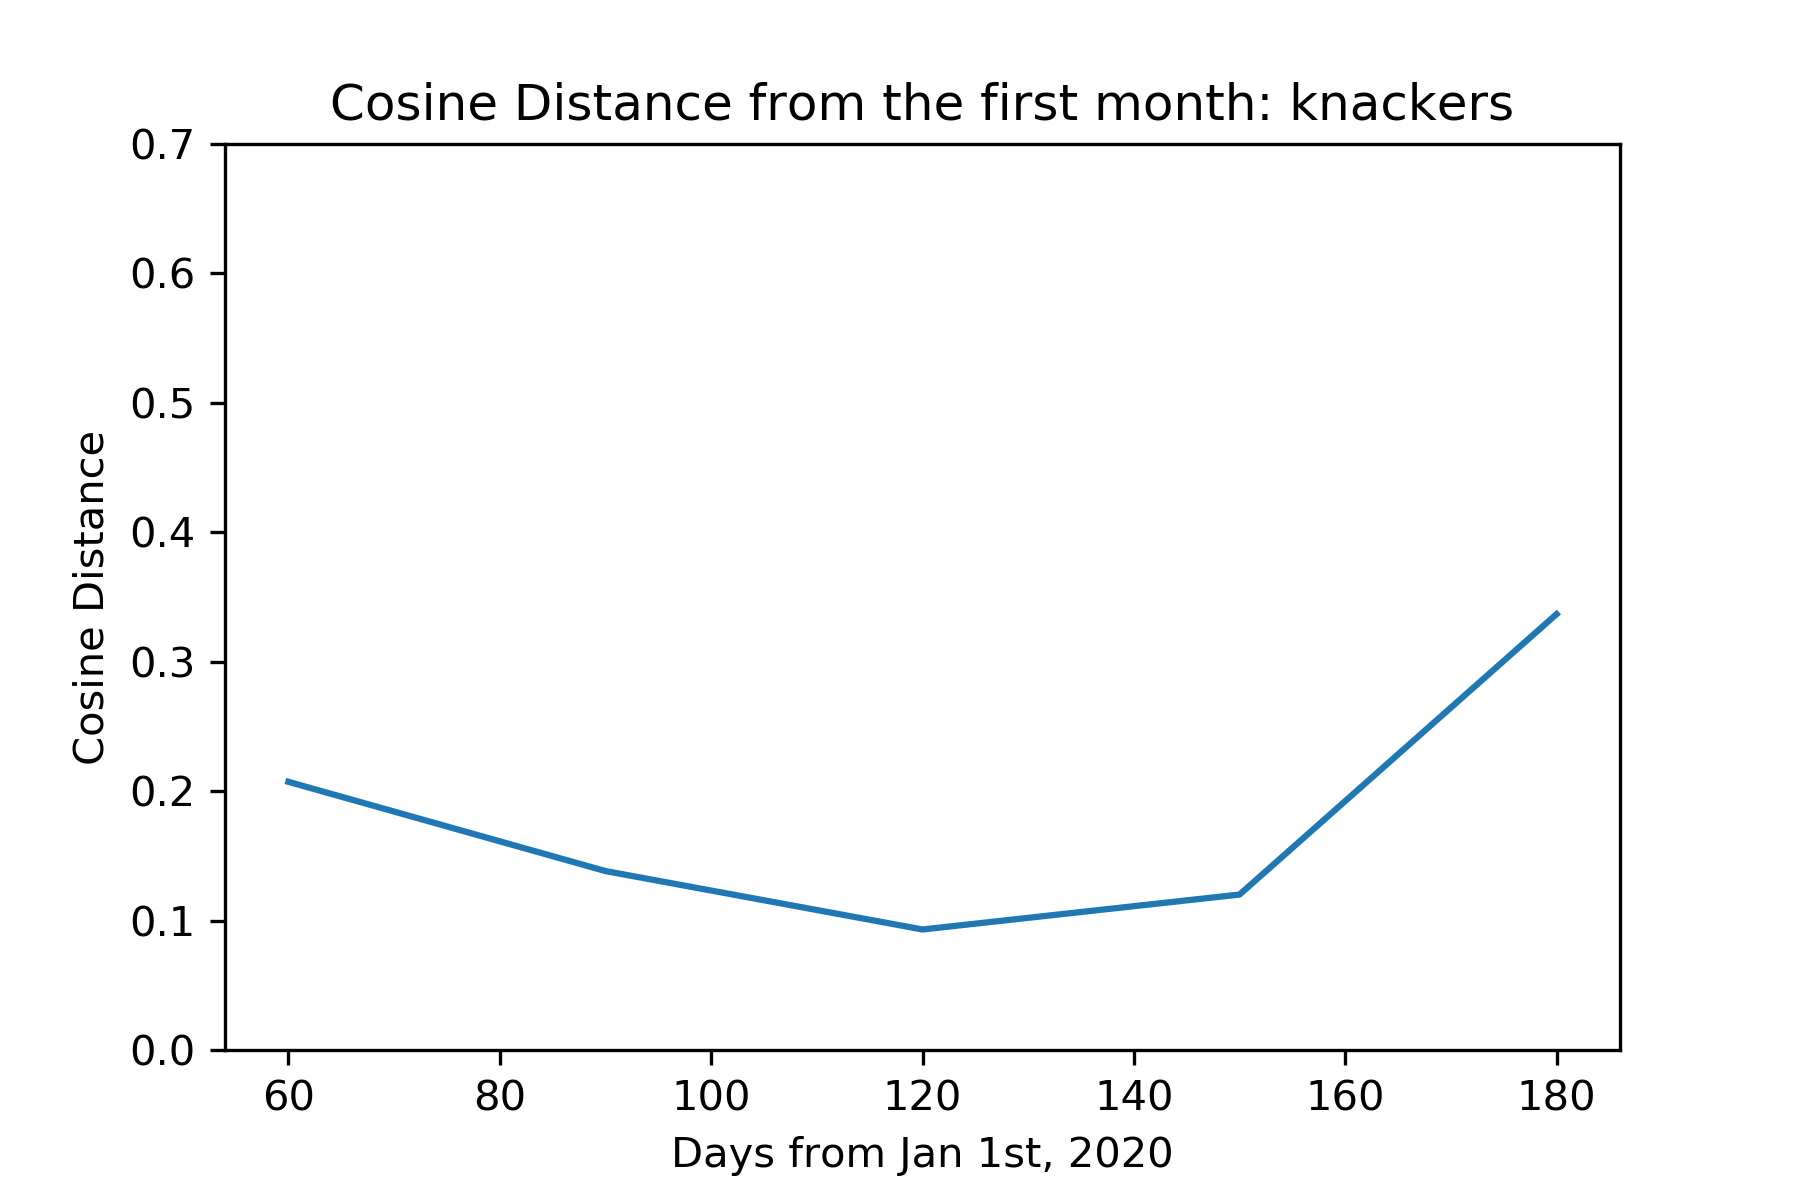 Cosine Distance from the first month: knackers
Cosine Distance
0.7
0.6
0.5
0.4
0.3
0.2
0.1
0.0
60 80 100 120 140 160 180
Days from Jan 1st, 2020